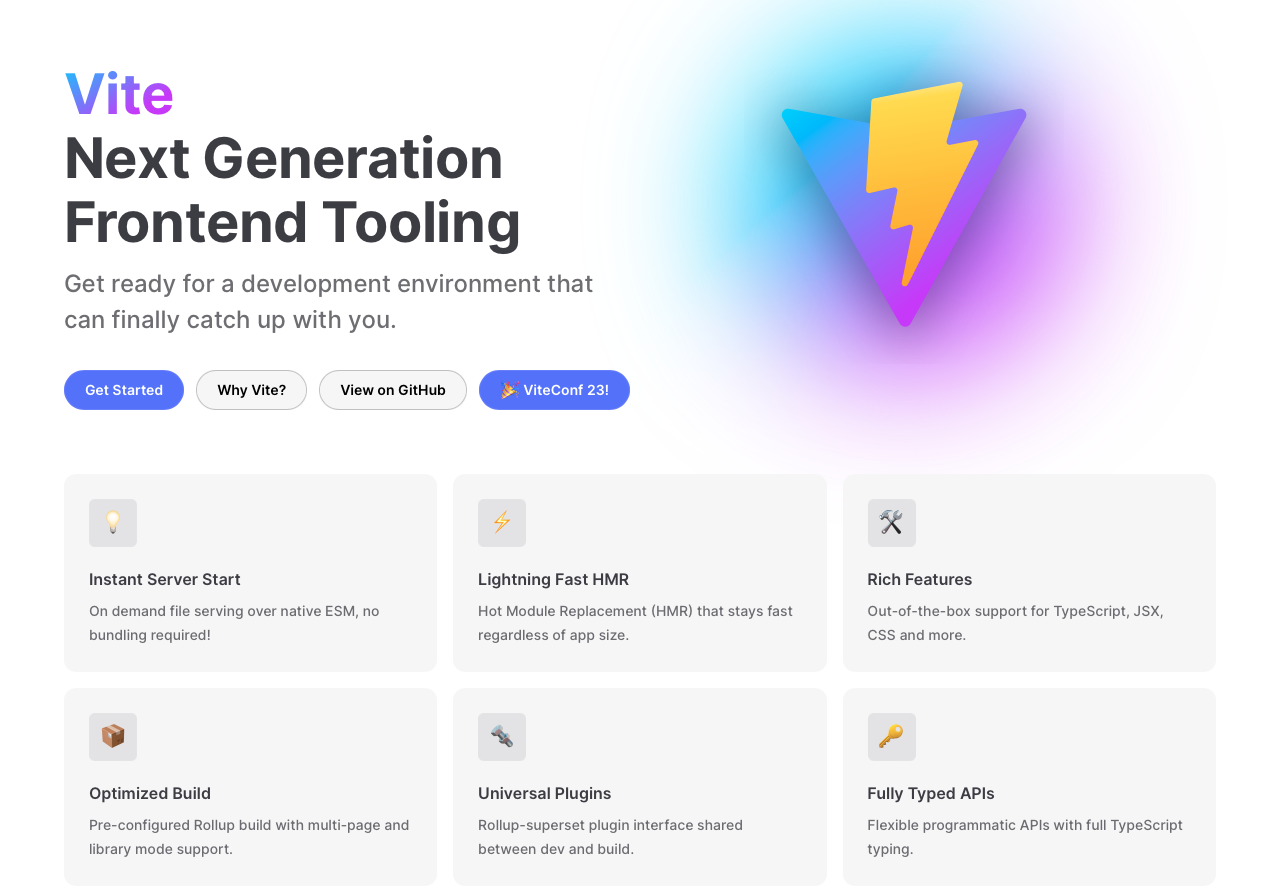 Vite
Next Generation
Frontend Tooling
Get ready for a development environment that
can finally catch up with you.
Get Started
Why Vite?
View on GitHub
🎉 ViteConf 23!
Instant Server Start
On demand file serving over native ESM, no
bundling required!
Lightning Fast HMR
Hot Module Replacement (HMR) that stays fast
regardless of app size.
Rich Features
Out-of-the-box support for TypeScript, JSX,
CSS and more.
Optimized Build
Pre-configured Rollup build with multi-page and
library mode support.
Universal Plugins
Rollup-superset plugin interface shared
between dev and build.
Fully Typed APIs
Flexible programmatic APIs with full TypeScript
typing.